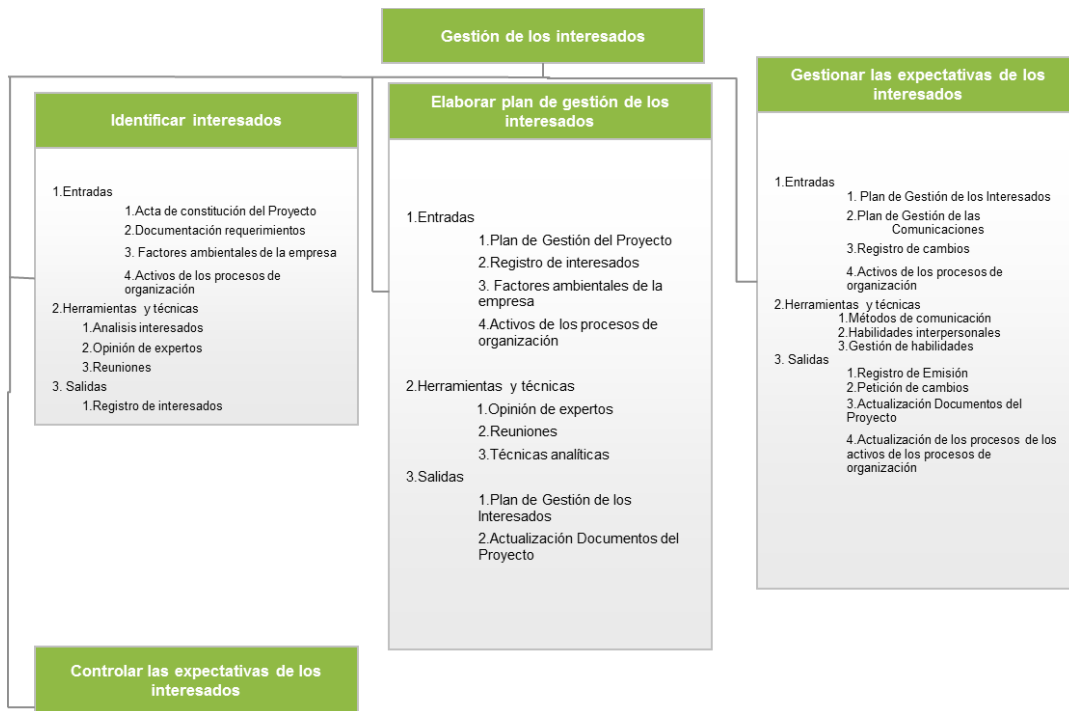 Gestión de los interesados
Identificar interesados
1.Entradas
1.Acta de constitución del Proyecto
2.Documentación requerimientos
3. Factores ambientales de la empresa
4.Activos de los procesos de
organización
2.Herramientas y técnicas
1.Analisis interesados
2.Opinión de expertos
3.Reuniones
3. Salidas
1.Registro de interesados
Elaborar plan de gestión de los
interesados
1.Entradas
1.Plan de Gestión del Proyecto
2.Registro de interesados
3. Factores ambientales de la
empresa
4.Activos de los procesos de
organización
2.Herramientas y técnicas
1.Opinión de expertos
2.Reuniones
3.Técnicas analíticas
3.Salidas
1.Plan de Gestión de los
Interesados
2.Actualización Documentos del
Proyecto
Gestionar las expectativas de los
interesados
1.Entradas
1. Plan de Gestión de los Interesados
2.Plan de Gestión de las
Comunicaciones
3.Registro de cambios
4.Activos de los procesos de
organización
2.Herramientas y técnicas
1.Métodos de comunicación
2.Habilidades interpersonales
3.Gestión de habilidades
3. Salidas
1.Registro de Emisión
2.Petición de cambios
3.Actualización Documentos del
Proyecto
4.Actualización de los procesos de los
activos de los procesos de
organización
Controlar las expectativas de los
interesados